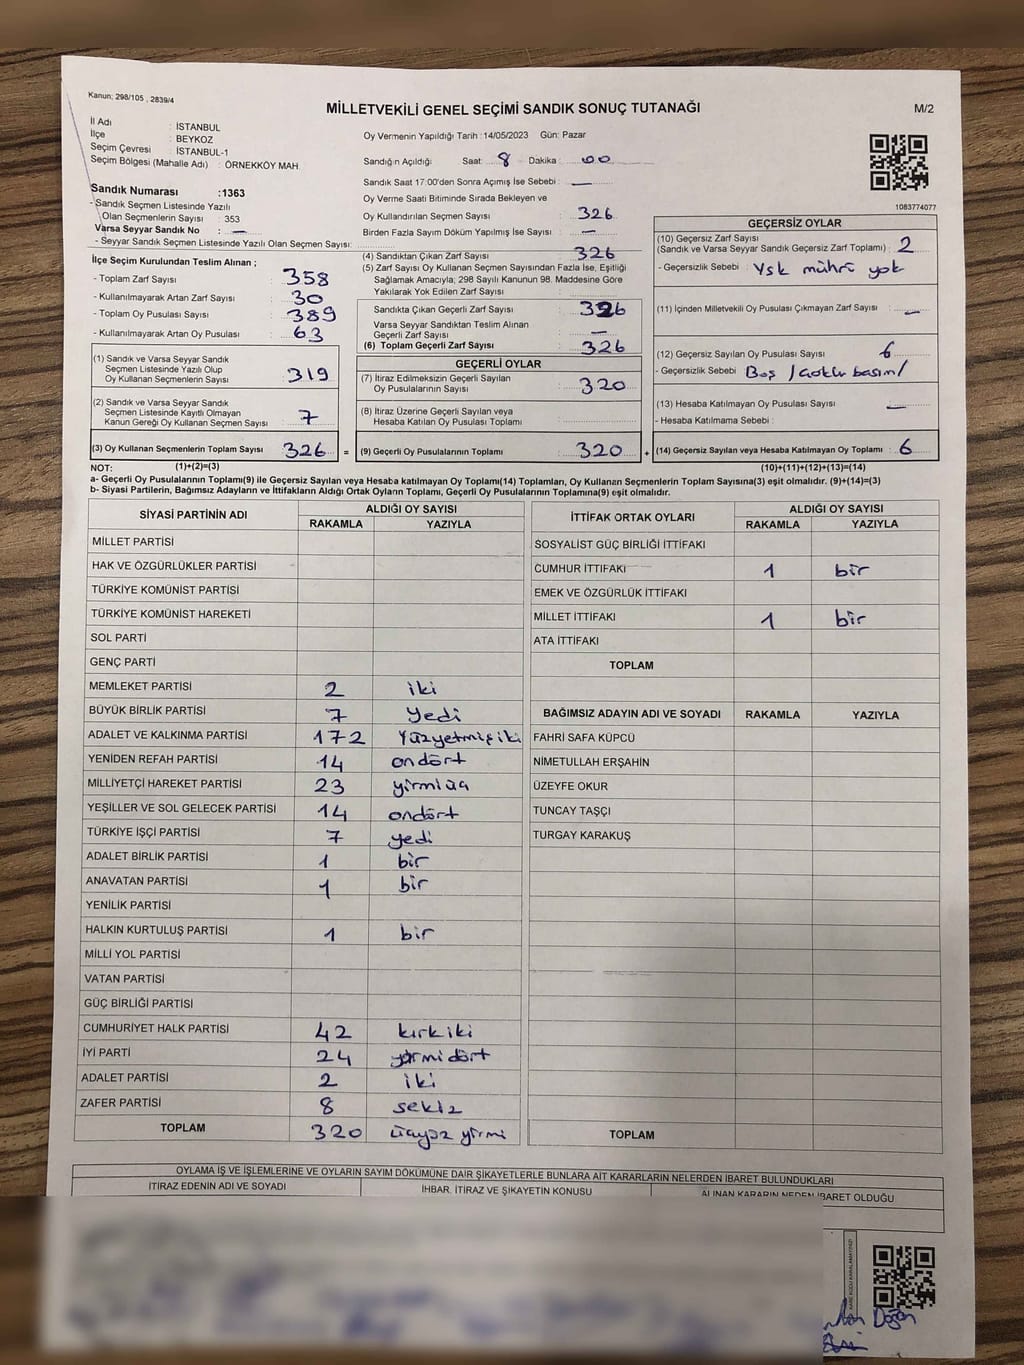 Kanun; 298/105 , 2839/4
MİLLETVEKİLİ GENEL SEÇİMİ SANDIK SONUÇ TUTANAĞI
M/2
İl Adı : İSTANBUL
İlçe : BEYKOZ
Seçim Çevresi : İSTANBUL-1
Seçim Bölgesi (Mahalle Adı) : ÖRNEKKÖY MAH.
Oy Vermenin Yapıldığı Tarih :14/05/2023 Gün: Pazar
Sandığın Açıldığı Saat: 8 Dakika : 00
Sandık Saat 17:00'den Sonra Açımış İse Sebebi : —
1083774077
Sandık Numarası :1363
- Sandık Seçmen Listesinde Yazılı
Olan Seçmenlerin Sayısı : 353
Varsa Seyyar Sandık No : —
- Seyyar Sandık Seçmen Listesinde Yazılı Olan Seçmen Sayısı:
Oy Verme Saati Bitiminde Sırada Bekleyen ve
Oy Kullandırılan Seçmen Sayısı : 326
Birden Fazla Sayım Döküm Yapılmış İse Sayısı : —
İlçe Seçim Kurulundan Teslim Alınan ;
- Toplam Zarf Sayısı : 358
- Kullanılmayarak Artan Zarf Sayısı : 30
- Toplam Oy Pusulası Sayısı : 389
- Kullanılmayarak Artan Oy Pusulası : 63
(4) Sandıktan Çıkan Zarf Sayısı : 326
(5) Zarf Sayısı Oy Kullanan Seçmen Sayısından Fazla İse, Eşitliği
Sağlamak Amacıyla; 298 Sayılı Kanunun 98. Maddesine Göre
Yakılarak Yok Edilen Zarf Sayısı :
Sandıkta Çıkan Geçerli Zarf Sayısı : 326
Varsa Seyyar Sandıktan Teslim Alınan
Geçerli Zarf Sayısı : —
(6) Toplam Geçerli Zarf Sayısı : 326
GEÇERSİZ OYLAR
(10) Geçersiz Zarf Sayısı
(Sandık ve Varsa Seyyar Sandık Geçersiz Zarf Toplamı) : 2
- Geçersizlik Sebebi : Ysk mührü yok
(11) İçinden Milletvekili Oy Pusulası Çıkmayan Zarf Sayısı : —
(12) Geçersiz Sayılan Oy Pusulası Sayısı : 6
- Geçersizlik Sebebi : Boş
(13) Hesaba Katılmayan Oy Pusulası Sayısı : —
- Hesaba Katılmama Sebebi :
(1) Sandık ve Varsa Seyyar Sandık
Seçmen Listesinde Yazılı Olup
Oy Kullanan Seçmenlerin Sayısı : 319
(2) Sandık ve Varsa Seyyar Sandık
Seçmen Listesinde Kayıtlı Olmayan
Kanun Gereği Oy Kullanan Seçmen Sayısı : 7
GEÇERLİ OYLAR
(7) İtiraz Edilmeksizin Geçerli Sayılan
Oy Pusulalarının Sayısı : 320
(8) İtiraz Üzerine Geçerli Sayılan veya
Hesaba Katılan Oy Pusulası Toplamı :
(3) Oy Kullanan Seçmenlerin Toplam Sayısı : 326 = (9) Geçerli Oy Pusulalarının Toplamı : 320 + (14) Geçersiz Sayılan veya Hesaba Katılmayan Oy Toplamı : 6
NOT: (1)+(2)=(3) (10)+(11)+(12)+(13)=(14)
a- Geçerli Oy Pusulalarının Toplamı(9) ile Geçersiz Sayılan veya Hesaba katılmayan Oy Toplamı(14) Toplamları, Oy Kullanan Seçmenlerin Toplam Sayısına(3) eşit olmalıdır. (9)+(14)=(3)
b- Siyasi Partilerin, Bağımsız Adayların ve İttifakların Aldığı Ortak Oyların Toplamı, Geçerli Oy Pusulalarının Toplamına(9) eşit olmalıdır.
SİYASİ PARTİNİN ADI ALDIĞI OY SAYISI
RAKAMLA YAZIYLA
MİLLET PARTİSİ
HAK VE ÖZGÜRLÜKLER PARTİSİ
TÜRKİYE KOMÜNİST PARTİSİ
TÜRKİYE KOMÜNİST HAREKETİ
SOL PARTİ
GENÇ PARTİ
MEMLEKET PARTİSİ 2 iki
BÜYÜK BİRLİK PARTİSİ 7 Yedi
ADALET VE KALKINMA PARTİSİ 172 Yüzyetmişiki
YENİDEN REFAH PARTİSİ 14 ondört
MİLLİYETÇİ HAREKET PARTİSİ 23 yirmiüç
YEŞİLLER VE SOL GELECEK PARTİSİ 14 ondört
TÜRKİYE İŞÇİ PARTİSİ 7 yedi
ADALET BİRLİK PARTİSİ 1 bir
ANAVATAN PARTİSİ 1 bir
YENİLİK PARTİSİ
HALKIN KURTULUŞ PARTİSİ 1 bir
MİLLİ YOL PARTİSİ
VATAN PARTİSİ
GÜÇ BİRLİĞİ PARTİSİ
CUMHURİYET HALK PARTİSİ 42 kırkiki
İYİ PARTİ 24 yirmidört
ADALET PARTİSİ 2 iki
ZAFER PARTİSİ 8 sekiz
TOPLAM 320 üçyüz yirmi
İTTİFAK ORTAK OYLARI ALDIĞI OY SAYISI
RAKAMLA YAZIYLA
SOSYALİST GÜÇ BİRLİĞİ İTTİFAKI
CUMHUR İTTİFAKI 1 bir
EMEK VE ÖZGÜRLÜK İTTİFAKI
MİLLET İTTİFAKI 1 bir
ATA İTTİFAKI
TOPLAM
BAĞIMSIZ ADAYIN ADI VE SOYADI RAKAMLA YAZIYLA
FAHRİ SAFA KÜPCÜ
NİMETULLAH ERŞAHİN
ÜZEYFE OKUR
TUNCAY TAŞÇI
TURGAY KARAKUŞ
TOPLAM
OYLAMA İŞ VE İŞLEMLERİNE VE OYLARIN SAYIM DÖKÜMÜNE DAİR ŞİKAYETLERLE BUNLARA AİT KARARLARIN NELERDEN İBARET BULUNDUKLARI
İTİRAZ EDENİN ADI VE SOYADI İHBAR, İTİRAZ VE ŞİKAYETİN KONUSU ALINAN KARARIN NEDEN İBARET OLDUĞU
KARE KODU KARALAMAYINIZ!